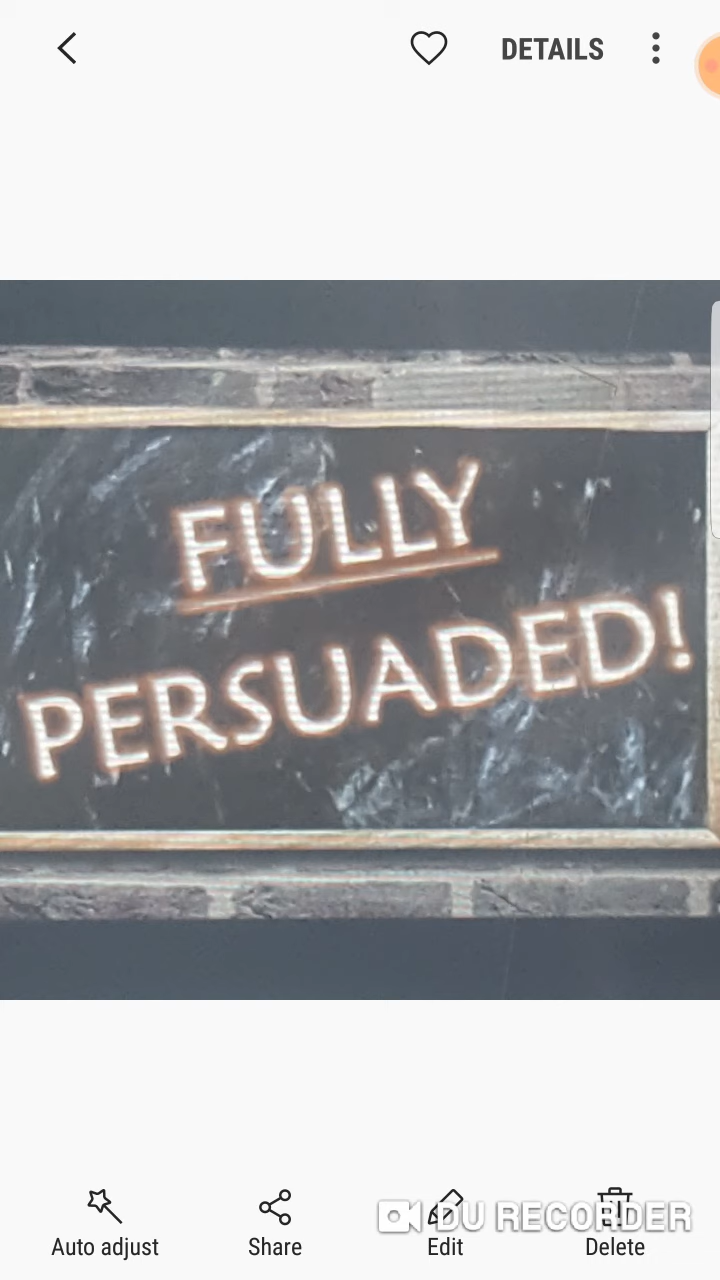 DETAILS
FULLY
PERSUADED!
DU RECORDER
Auto adjust
Share
Edit
Delete